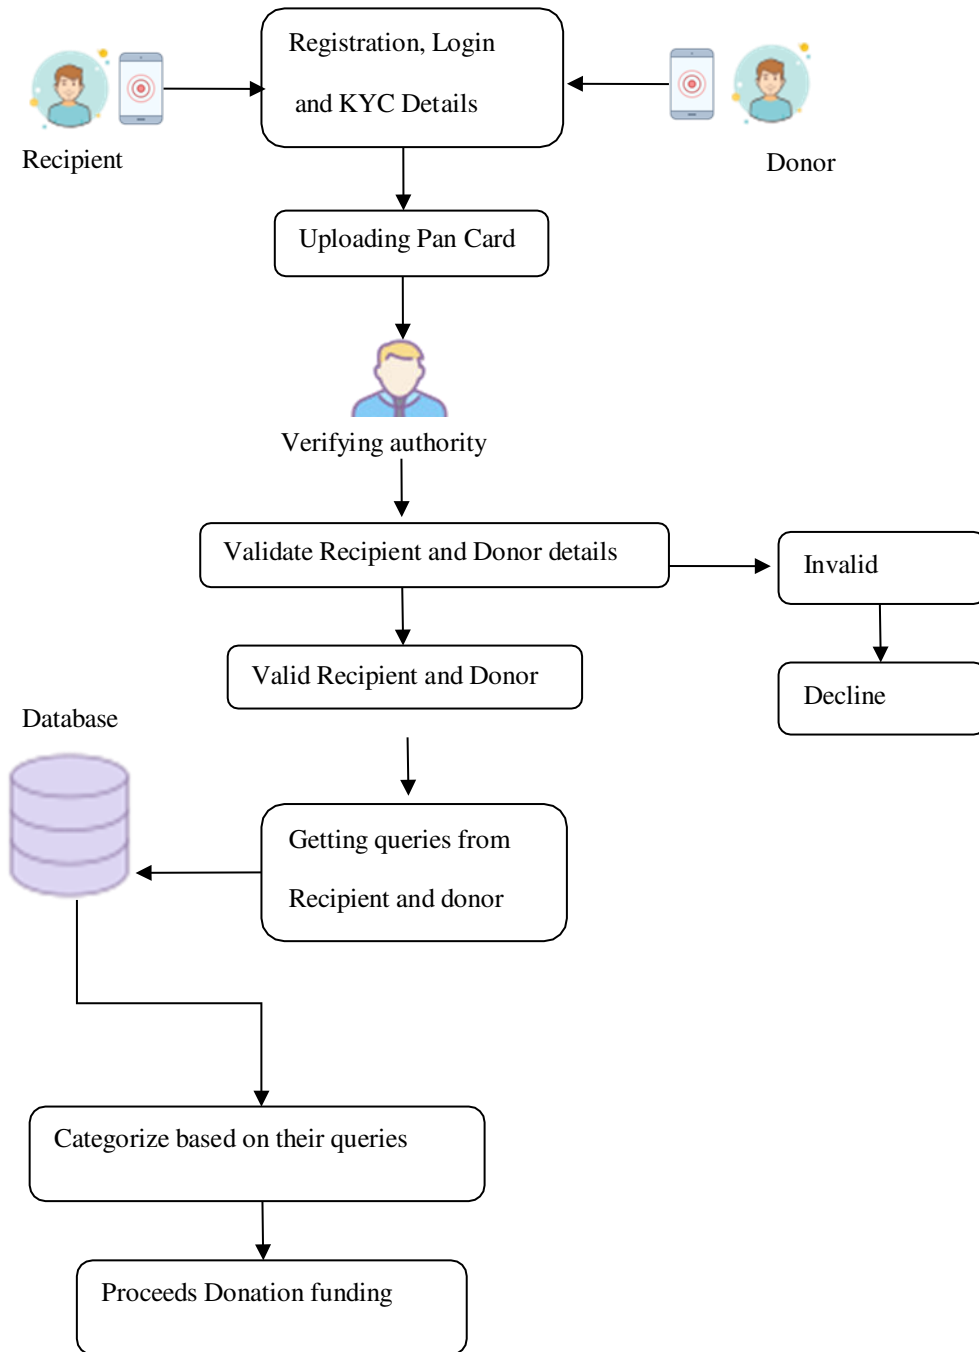 Registration, Login
and KYC Details
Recipient
Donor
Uploading Pan Card
Verifying authority
Validate Recipient and Donor details
Invalid
Valid Recipient and Donor
Decline
Database
Getting queries from
Recipient and donor
Categorize based on their queries
Proceeds Donation funding